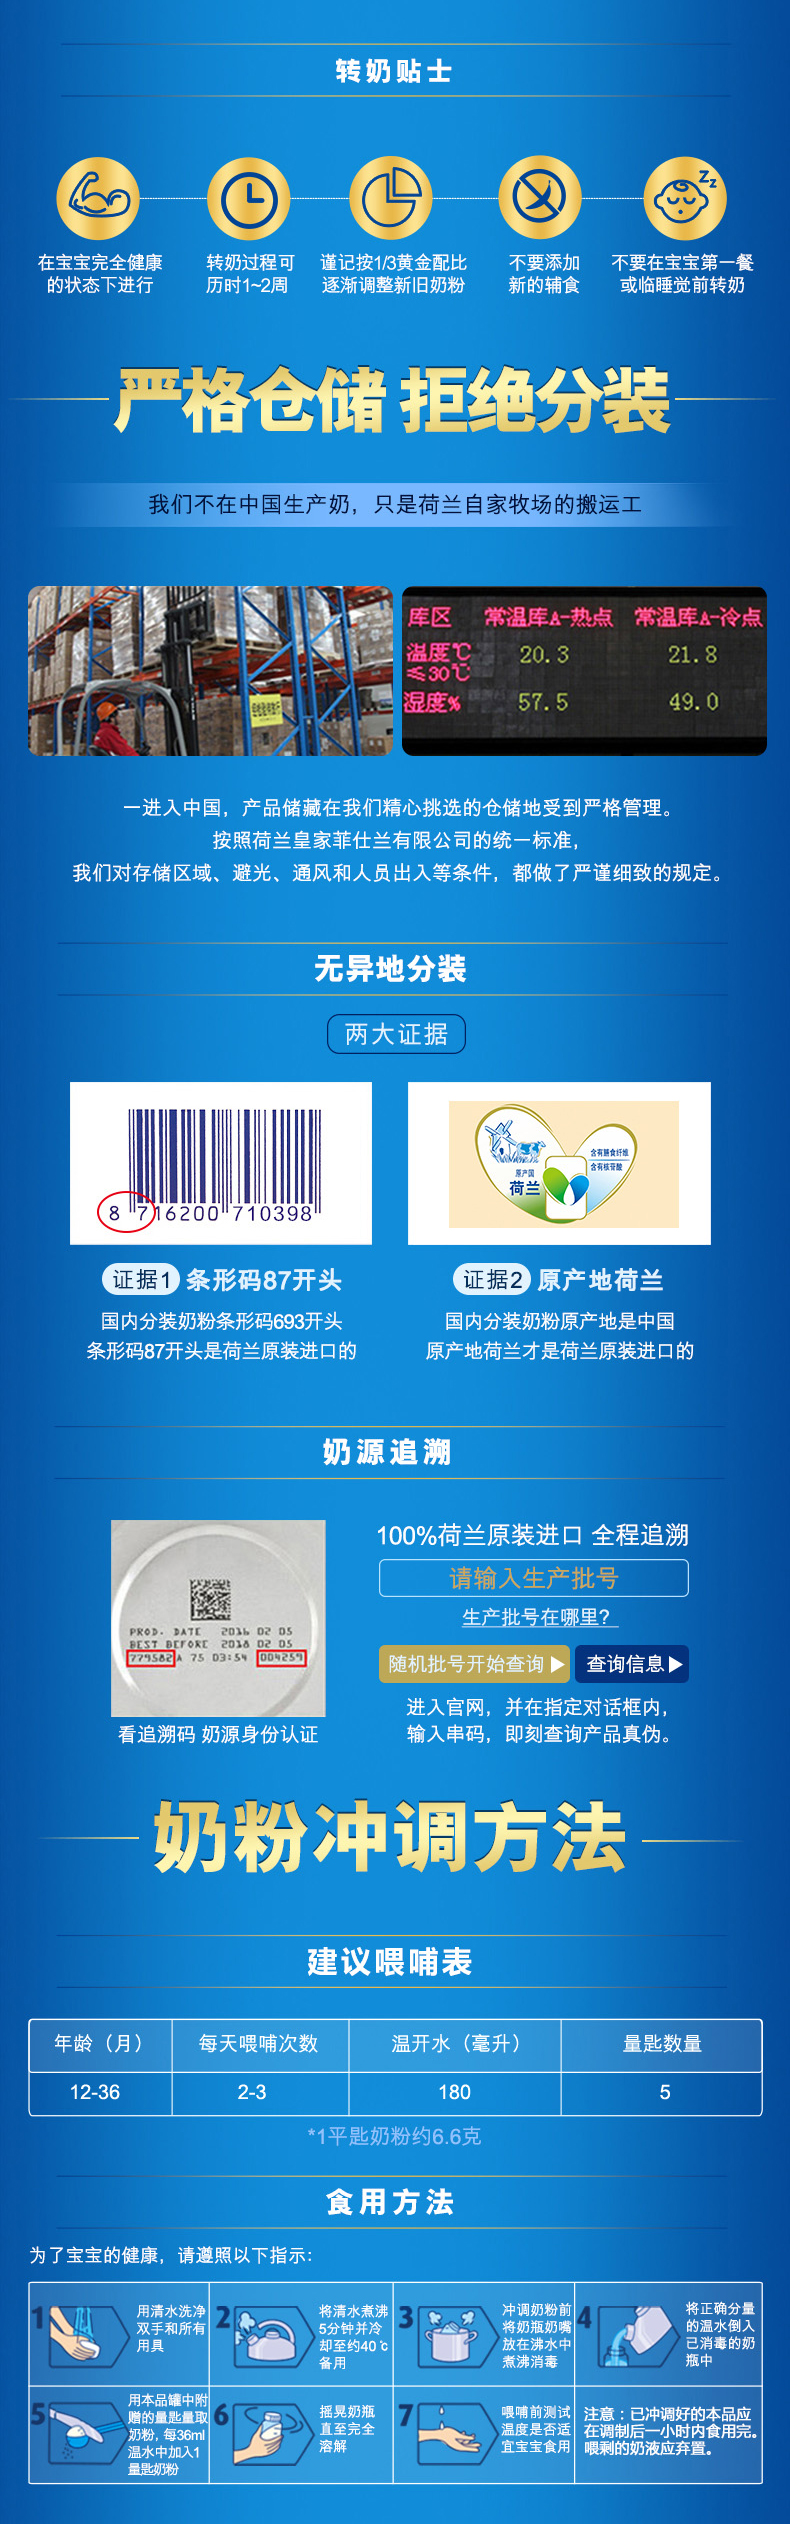 转奶贴士
在宝宝完全健康
的状态下进行
转奶过程可
历时1~2周
谨记按1/3黄金配比
逐渐调整新旧奶粉
不要添加
新的辅食
Zz
不要在宝宝第一餐
或临睡觉前转奶
严格仓储 拒绝分装
我们不在中国生产奶，只是荷兰自家牧场的搬运工
库区 常温库A-热点 常温库A-冷点
温度℃ 20.3 21.8
≤30℃
湿度% 57.5 49.0
一进入中国，产品储藏在我们精心挑选的仓储地受到严格管理。
按照荷兰皇家菲仕兰有限公司的统一标准，
我们对存储区域、避光、通风和人员出入等条件，都做了严谨细致的规定。
无异地分装
两大证据
8 716200 710398
原产国
荷兰
含有膳食纤维
含有核苷酸
证据1 条形码87开头
国内分装奶粉条形码693开头
条形码87开头是荷兰原装进口的
证据2 原产地荷兰
国内分装奶粉原产地是中国
原产地荷兰才是荷兰原装进口的
奶源追溯
PROD. DATE 2016 02 05
BEST BEFORE 2018 02 05
779582 A 75 03:54 004259
看追溯码 奶源身份认证
100%荷兰原装进口 全程追溯
请输入生产批号
生产批号在哪里?
随机批号开始查询▶ 查询信息▶
进入官网，并在指定对话框内，
输入串码，即刻查询产品真伪。
奶粉冲调方法
建议喂哺表
年龄（月） 每天喂哺次数 温开水（毫升） 量匙数量
12-36 2-3 180 5
*1平匙奶粉约6.6克
食用方法
为了宝宝的健康，请遵照以下指示：
1
用清水洗净
双手和所有
用具
2
将清水煮沸
5分钟并冷
却至约40℃
备用
3
冲调奶粉前
将奶瓶奶嘴
放在沸水中
煮沸消毒
4
将正确分量
的温水倒入
已消毒的奶
瓶中
5
用本品罐中附
赠的量匙量取
奶粉，每36ml
温水中加入1
量匙奶粉
6
摇晃奶瓶
直至完全
溶解
7
喂哺前测试
温度是否适
宜宝宝食用
注意：已冲调好的本品应
在调制后一小时内食用完。
喂剩的奶液应弃置。